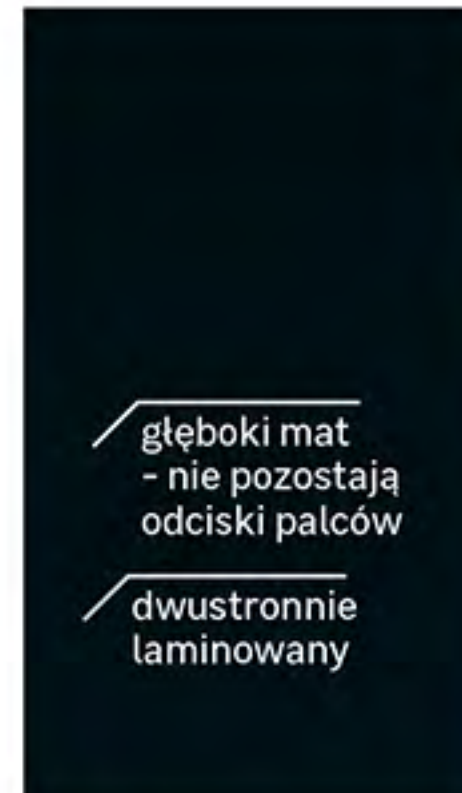 głęboki mat
- nie pozostają
odciski palców
dwustronnie
laminowany